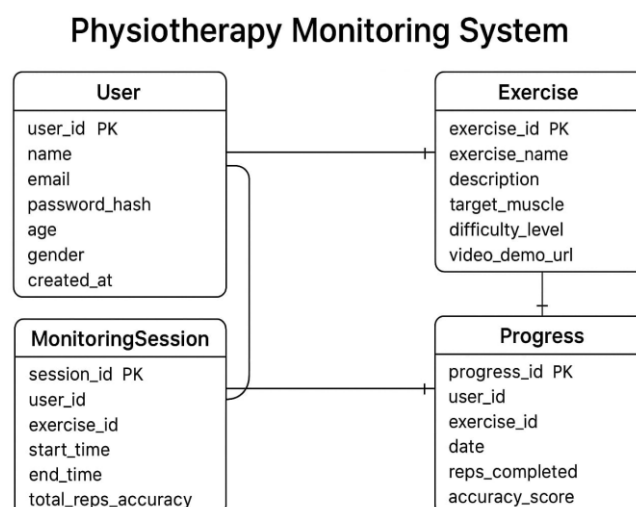 Physiotherapy Monitoring System
User
user_id PK
name
email
password_hash
age
gender
created_at
Exercise
exercise_id PK
exercise_name
description
target_muscle
difficulty_level
video_demo_url
MonitoringSession
session_id PK
user_id
exercise_id
start_time
end_time
total_reps_accuracy
Progress
progress_id PK
user_id
exercise_id
date
reps_completed
accuracy_score